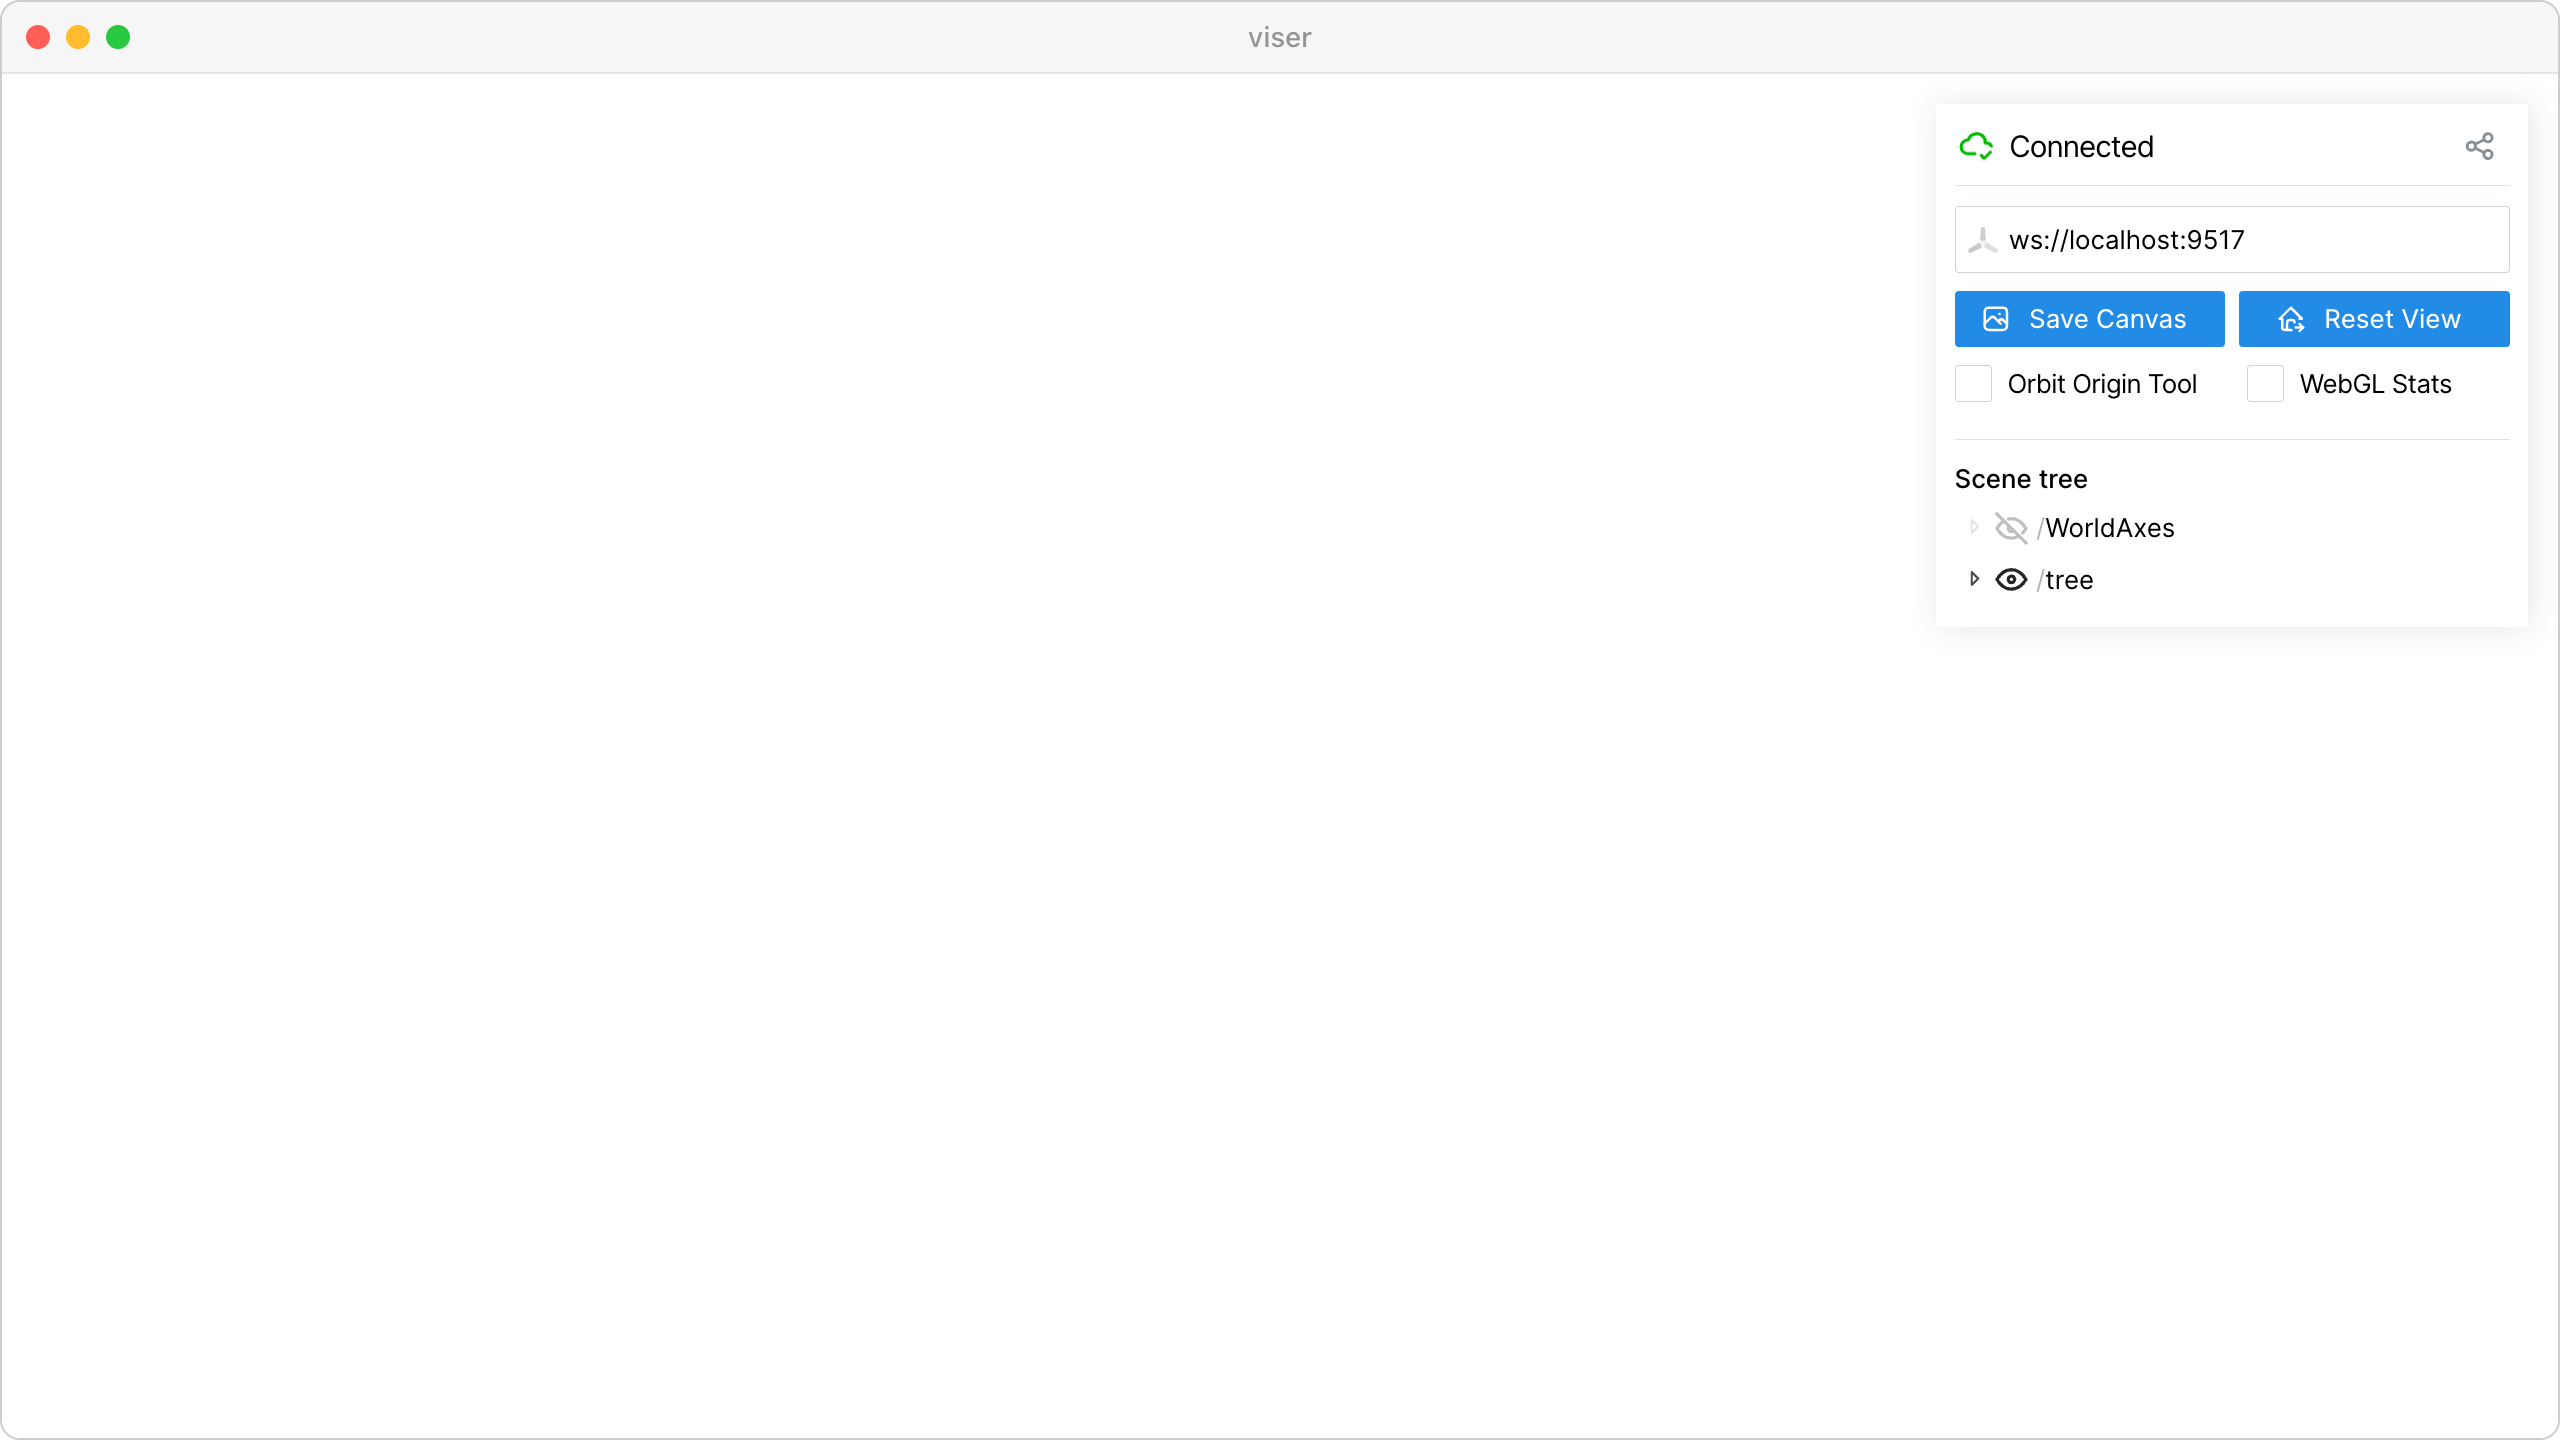 viser
Connected
ws://localhost:9517
Save Canvas
Reset View
Orbit Origin Tool
WebGL Stats
Scene tree
/WorldAxes
/tree